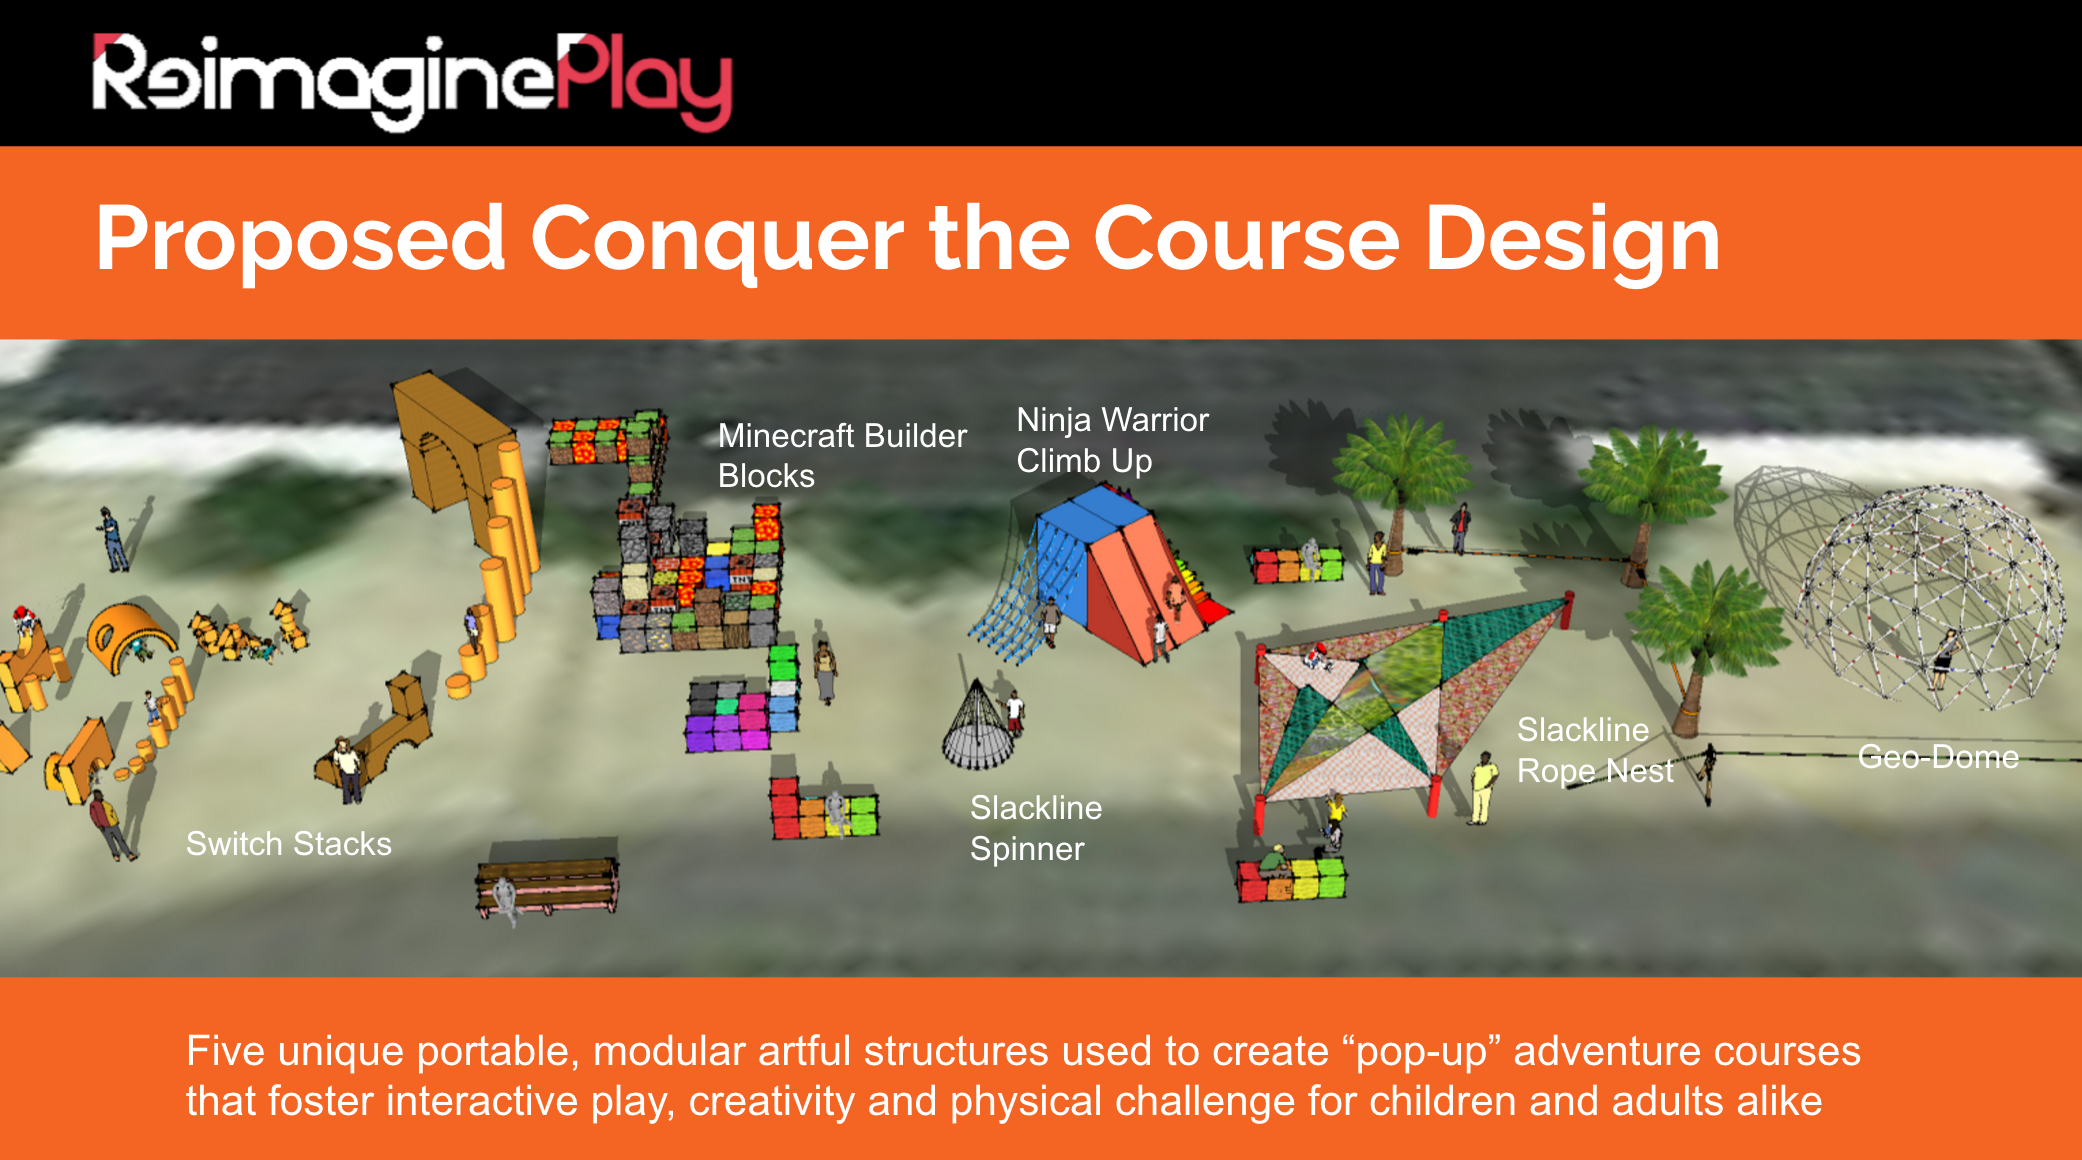 ReimaginePlay
Proposed Conquer the Course Design
Minecraft Builder
Blocks
Ninja Warrior
Climb Up
TNT
Slackline
Rope Nest
Geo-Dome
Slackline
Spinner
Switch Stacks
Five unique portable, modular artful structures used to create “pop-up” adventure courses
that foster interactive play, creativity and physical challenge for children and adults alike